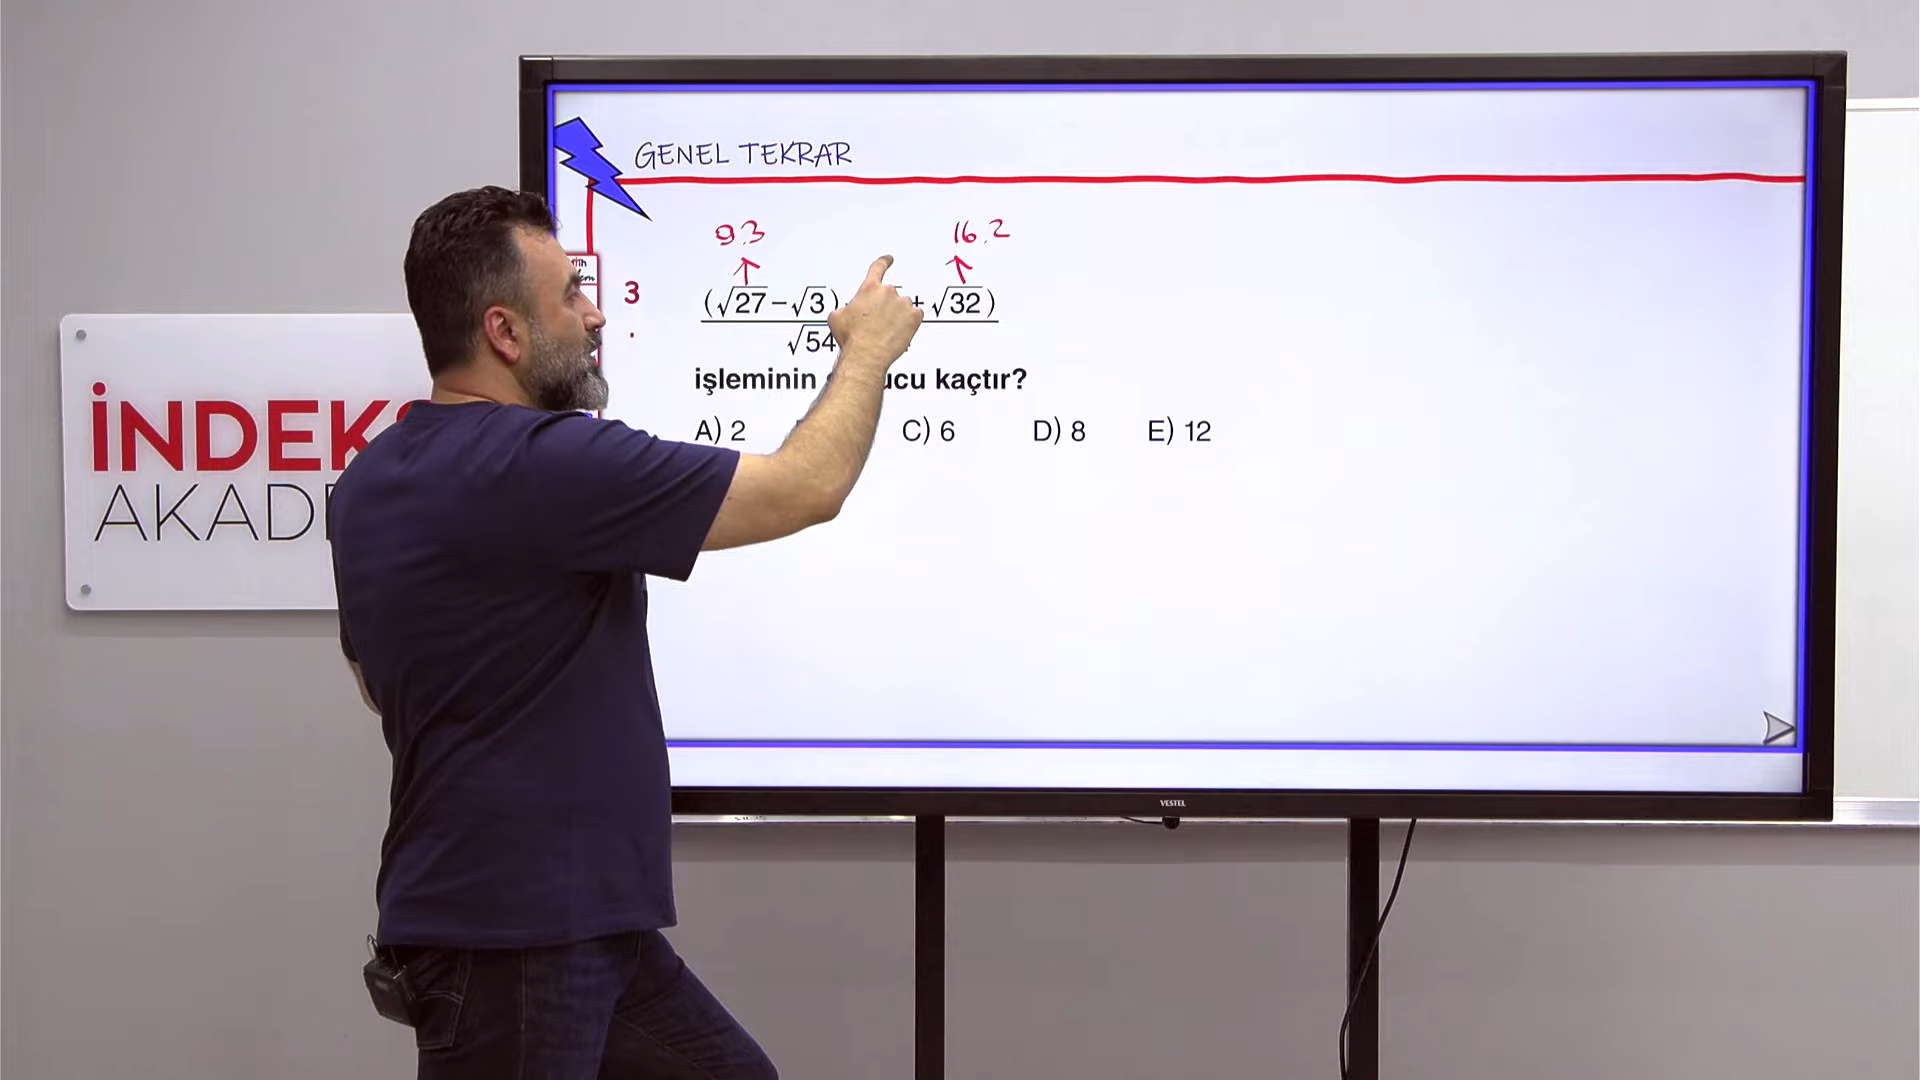 GENEL TEKRAR
9.3 16.2
3.
(√27 − √3) + √32)
√54
işleminin kaçtır?
A) 2 C) 6 D) 8 E) 12
İNDEK
AKAD
VESTEL